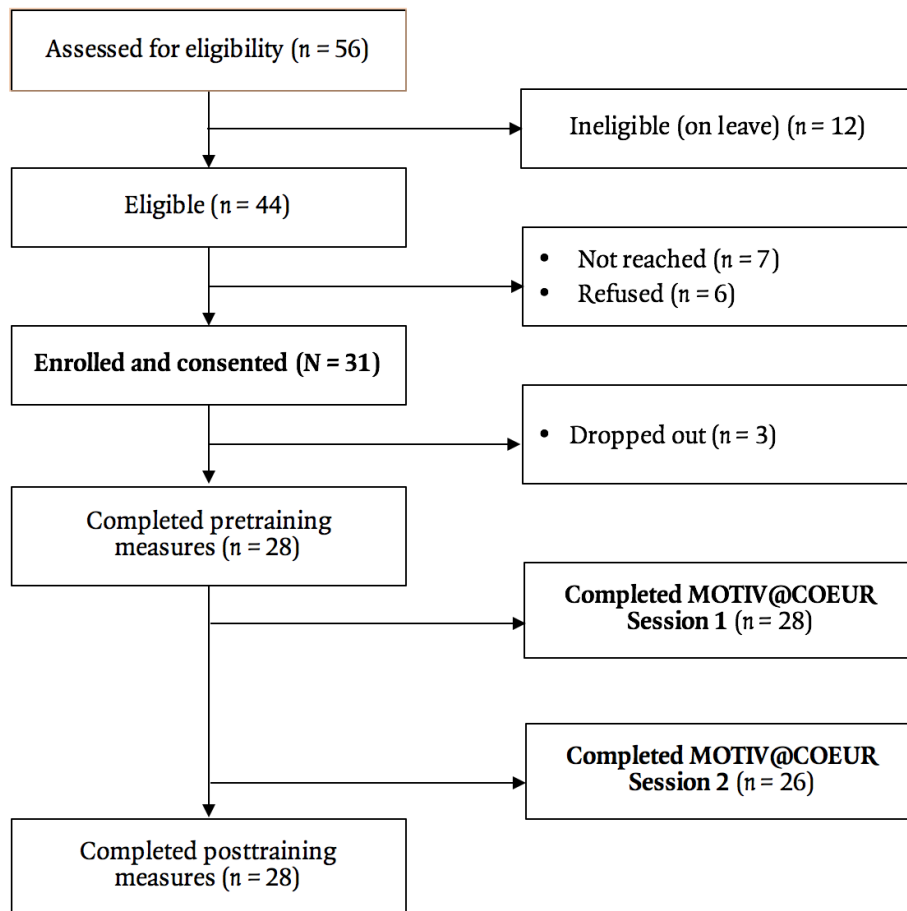 Assessed for eligibility (n = 56)
Ineligible (on leave) (n = 12)
Eligible (n = 44)
• Not reached (n = 7)
• Refused (n = 6)
Enrolled and consented (N = 31)
• Dropped out (n = 3)
Completed pretraining
measures (n = 28)
Completed MOTIV@COEUR
Session 1 (n = 28)
Completed MOTIV@COEUR
Session 2 (n = 26)
Completed posttraining
measures (n = 28)